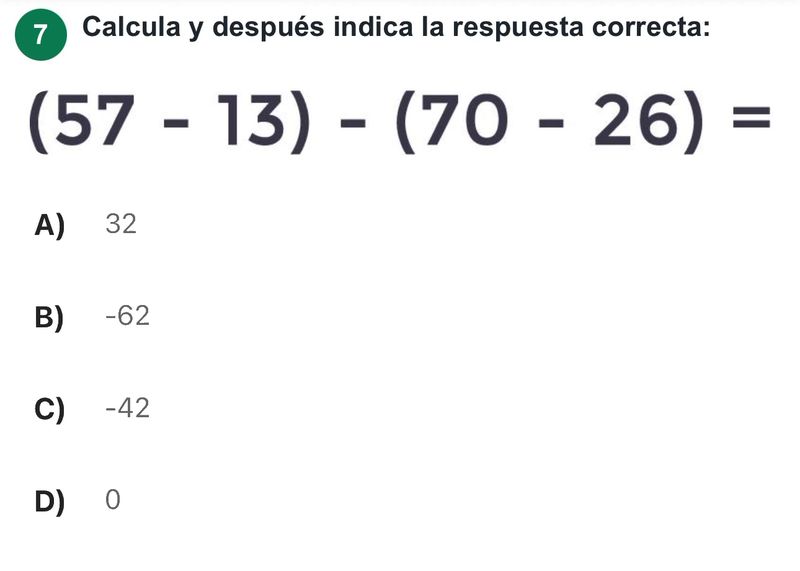 7 Calcula y después indica la respuesta correcta:
(57 - 13) - (70 - 26) =
A) 32
B) -62
C) -42
D) 0